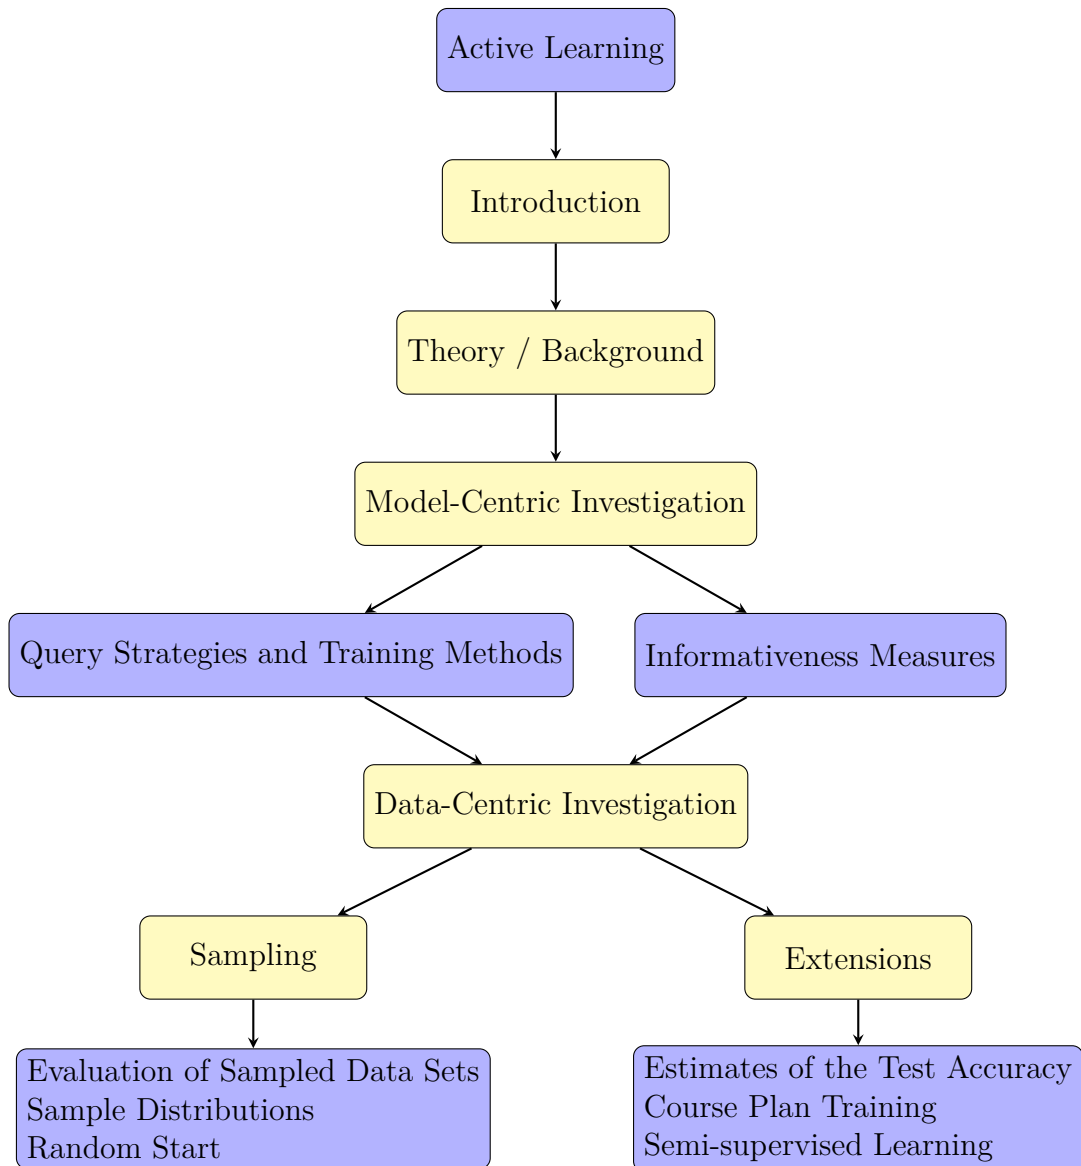 Active Learning
Introduction
Theory / Background
Model-Centric Investigation
Query Strategies and Training Methods
Informativeness Measures
Data-Centric Investigation
Sampling
Extensions
Evaluation of Sampled Data Sets
Sample Distributions
Random Start
Estimates of the Test Accuracy
Course Plan Training
Semi-supervised Learning